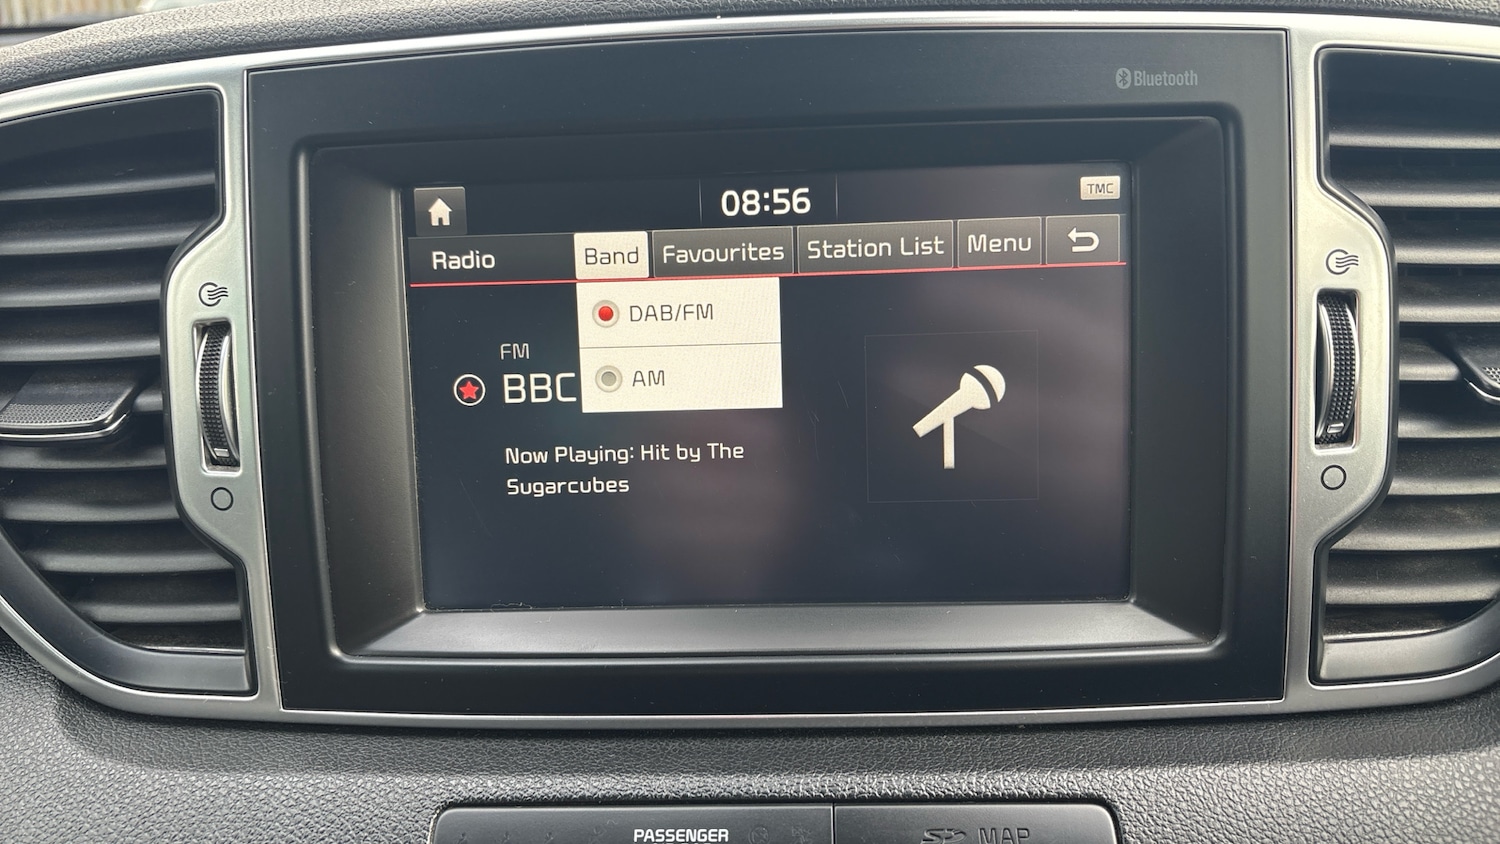 Bluetooth
08:56
TMC
Radio
Band
Favourites
Station List
Menu
DAB/FM
FM
BBC
AM
Now Playing: Hit by The
Sugarcubes
PASSENGER
SD MAP